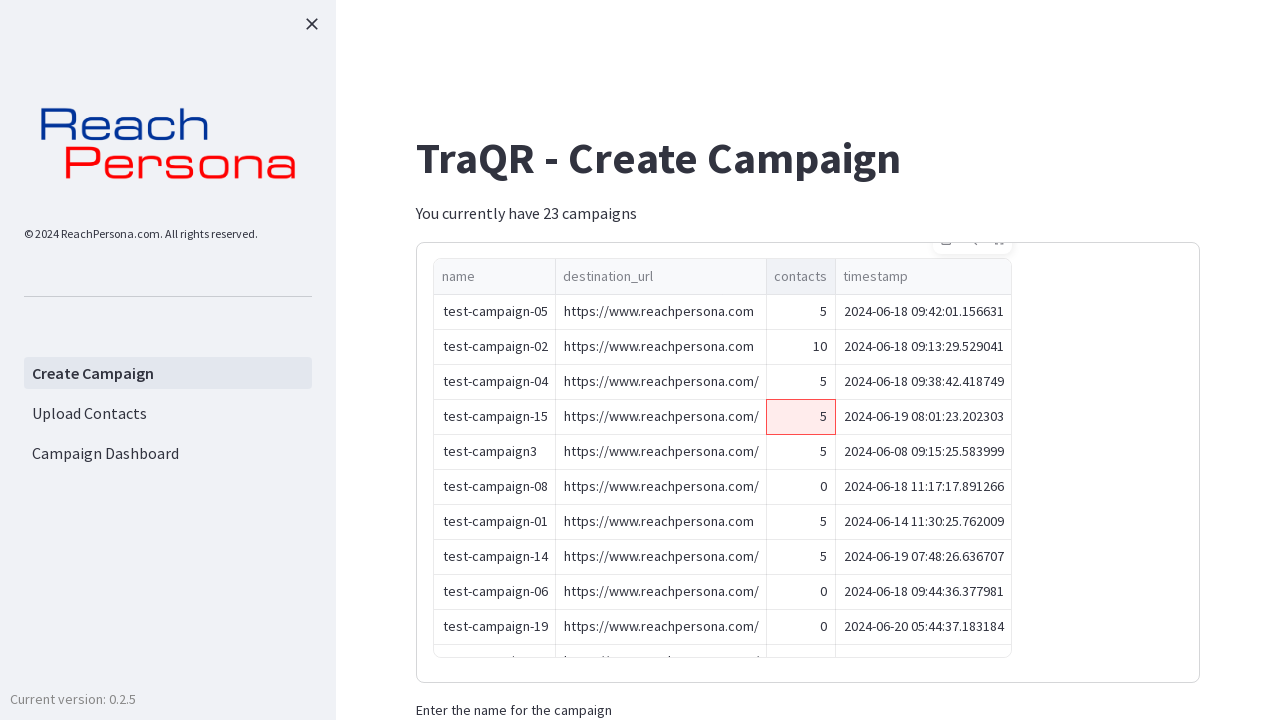 Reach
Persona
© 2024 ReachPersona.com. All rights reserved.
Create Campaign
Upload Contacts
Campaign Dashboard
Current version: 0.2.5
TraQR - Create Campaign
You currently have 23 campaigns
name destination_url contacts timestamp
test-campaign-05 https://www.reachpersona.com 5 2024-06-18 09:42:01.156631
test-campaign-02 https://www.reachpersona.com 10 2024-06-18 09:13:29.529041
test-campaign-04 https://www.reachpersona.com/ 5 2024-06-18 09:38:42.418749
test-campaign-15 https://www.reachpersona.com/ 5 2024-06-19 08:01:23.202303
test-campaign3 https://www.reachpersona.com/ 5 2024-06-08 09:15:25.583999
test-campaign-08 https://www.reachpersona.com/ 0 2024-06-18 11:17:17.891266
test-campaign-01 https://www.reachpersona.com 5 2024-06-14 11:30:25.762009
test-campaign-14 https://www.reachpersona.com/ 5 2024-06-19 07:48:26.636707
test-campaign-06 https://www.reachpersona.com/ 0 2024-06-18 09:44:36.377981
test-campaign-19 https://www.reachpersona.com/ 0 2024-06-20 05:44:37.183184
Enter the name for the campaign